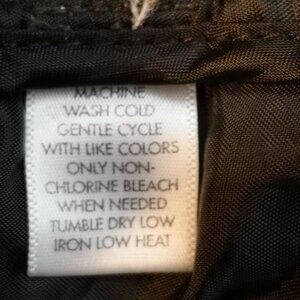 MACHINE
WASH COLD
GENTLE CYCLE
WITH LIKE COLORS
ONLY NON-
CHLORINE BLEACH
WHEN NEEDED
TUMBLE DRY LOW
IRON LOW HEAT